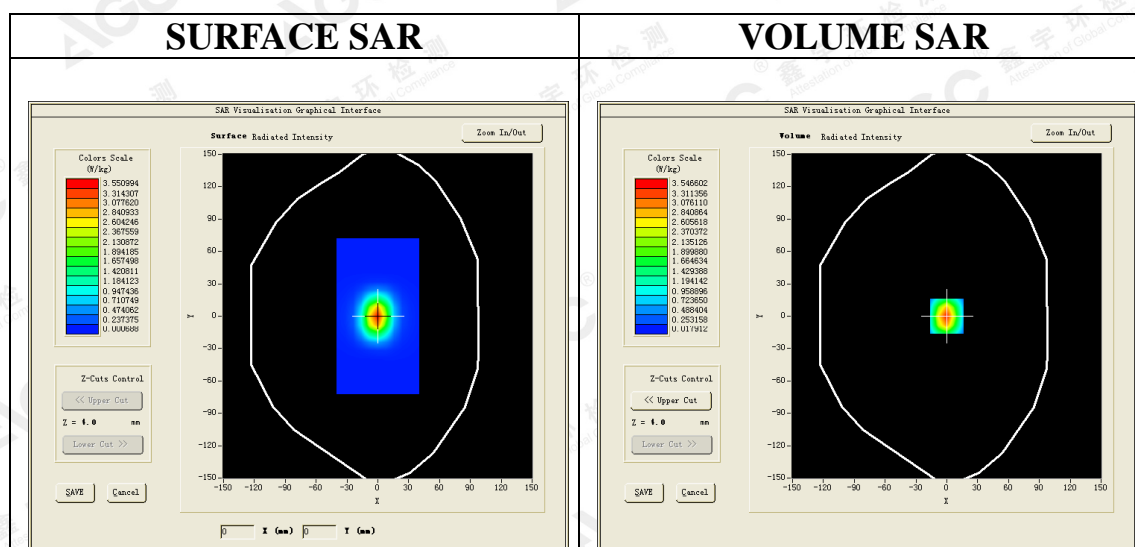 SURFACE SAR
VOLUME SAR
SAR Visualisation Graphical Interface
Surface Radiated Intensity
Zoom In/Out
Colors Scale
(W/kg)
3.550994
3.314307
3.077620
2.840933
2.604246
2.367559
2.130872
1.894185
1.657498
1.420811
1.184123
0.947436
0.710749
0.474062
0.237375
0.000688
150
120
90
60
30
0
-30
-60
-90
-120
-150
Y
-150 -120 -90 -60 -30 0 30 60 90 120 150
X
Z-Cuts Control
<< Upper Cut
Z = 4.0 mm
Lower Cut >>
SAVE
Cancel
0 X (mm) 0 Y (mm)
SAR Visualisation Graphical Interface
Volume Radiated Intensity
Zoom In/Out
Colors Scale
(W/kg)
3.546602
3.311356
3.076110
2.840864
2.605618
2.370372
2.135126
1.899880
1.664634
1.429388
1.194142
0.958896
0.723650
0.488404
0.253158
0.017912
150
120
90
60
30
0
-30
-60
-90
-120
-150
Y
-150 -120 -90 -60 -30 0 30 60 90 120 150
X
Z-Cuts Control
<< Upper Cut
Z = 4.0 mm
Lower Cut >>
SAVE
Cancel